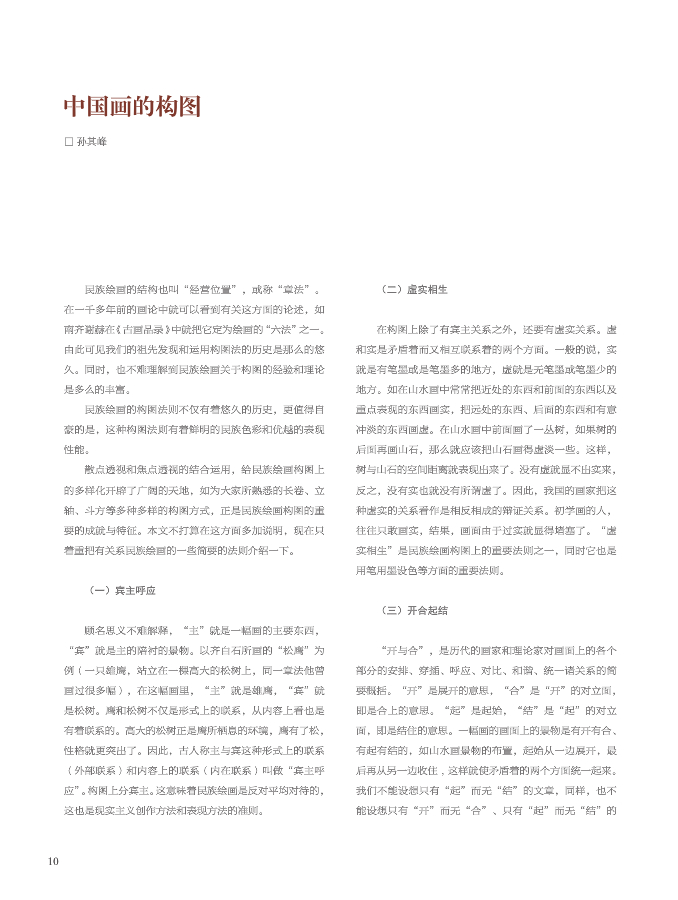 中国画的构图
□ 孙其峰
民族绘画的结构也叫“经营位置”，或称“章法”。
在一千多年前的画论中就可以看到有关这方面的论述，如
南齐谢赫在《古画品录》中就把它定为绘画的“六法”之一。
由此可见我们的祖先发现和运用构图法的历史是那么的悠
久。同时，也不难理解到民族绘画关于构图的经验和理论
是多么的丰富。
民族绘画的构图法则不仅有着悠久的历史，更值得自
豪的是，这种构图法则有着鲜明的民族色彩和优越的表现
性能。
散点透视和焦点透视的结合运用，给民族绘画构图上
的多样化开辟了广阔的天地，如为大家所熟悉的长卷、立
轴、斗方等多种多样的构图方式，正是民族绘画构图的重
要的成就与特征。本文不打算在这方面多加说明，现在只
着重把有关系民族绘画的一些简要的法则介绍一下。
（一）宾主呼应
顾名思义不难解释，“主”就是一幅画的主要东西，
“宾”就是主的陪衬的景物。以齐白石所画的“松鹰”为
例（一只雄鹰，站立在一棵高大的松树上，同一章法他曾
画过很多幅），在这幅画里，“主”就是雄鹰，“宾”就
是松树。鹰和松树不仅是形式上的联系，从内容上看也是
有着联系的。高大的松树正是鹰所栖息的环境，鹰有了松，
性格就更突出了。因此，古人称主与宾这种形式上的联系
（外部联系）和内容上的联系（内在联系）叫做“宾主呼
应”。构图上分宾主。这意味着民族绘画是反对平均对待的，
这也是现实主义创作方法和表现方法的准则。
（二）虚实相生
在构图上除了有宾主关系之外，还要有虚实关系。虚
和实是矛盾着而又相互联系着的两个方面。一般的说，实
就是有笔墨或是笔墨多的地方，虚就是无笔墨或笔墨少的
地方。如在山水画中常常把近处的东西和前面的东西以及
重点表现的东西画实，把远处的东西、后面的东西和有意
冲淡的东西画虚。在山水画中前面画了一丛树，如果树的
后面再画山石，那么就应该把山石画得虚淡一些。这样，
树与山石的空间距离就表现出来了。没有虚就显不出实来，
反之，没有实也就没有所谓虚了。因此，我国的画家把这
种虚实的关系看作是相反相成的辩证关系。初学画的人，
往往只敢画实，结果，画面由于过实就显得堵塞了。“虚
实相生”是民族绘画构图上的重要法则之一，同时它也是
用笔用墨设色等方面的重要法则。
（三）开合起结
“开与合”，是历代的画家和理论家对画面上的各个
部分的安排、穿插、呼应、对比、和谐、统一诸关系的简
要概括。“开”是展开的意思，“合”是“开”的对立面，
即是合上的意思。“起”是起始，“结”是“起”的对立
面，即是结住的意思。一幅画的画面上的景物是有开有合、
有起有结的，如山水画景物的布置，起始从一边展开，最
后再从另一边收住，这样就使矛盾着的两个方面统一起来。
我们不能设想只有“起”而无“结”的文章，同样，也不
能设想只有“开”而无“合”、只有“起”而无“结”的
10